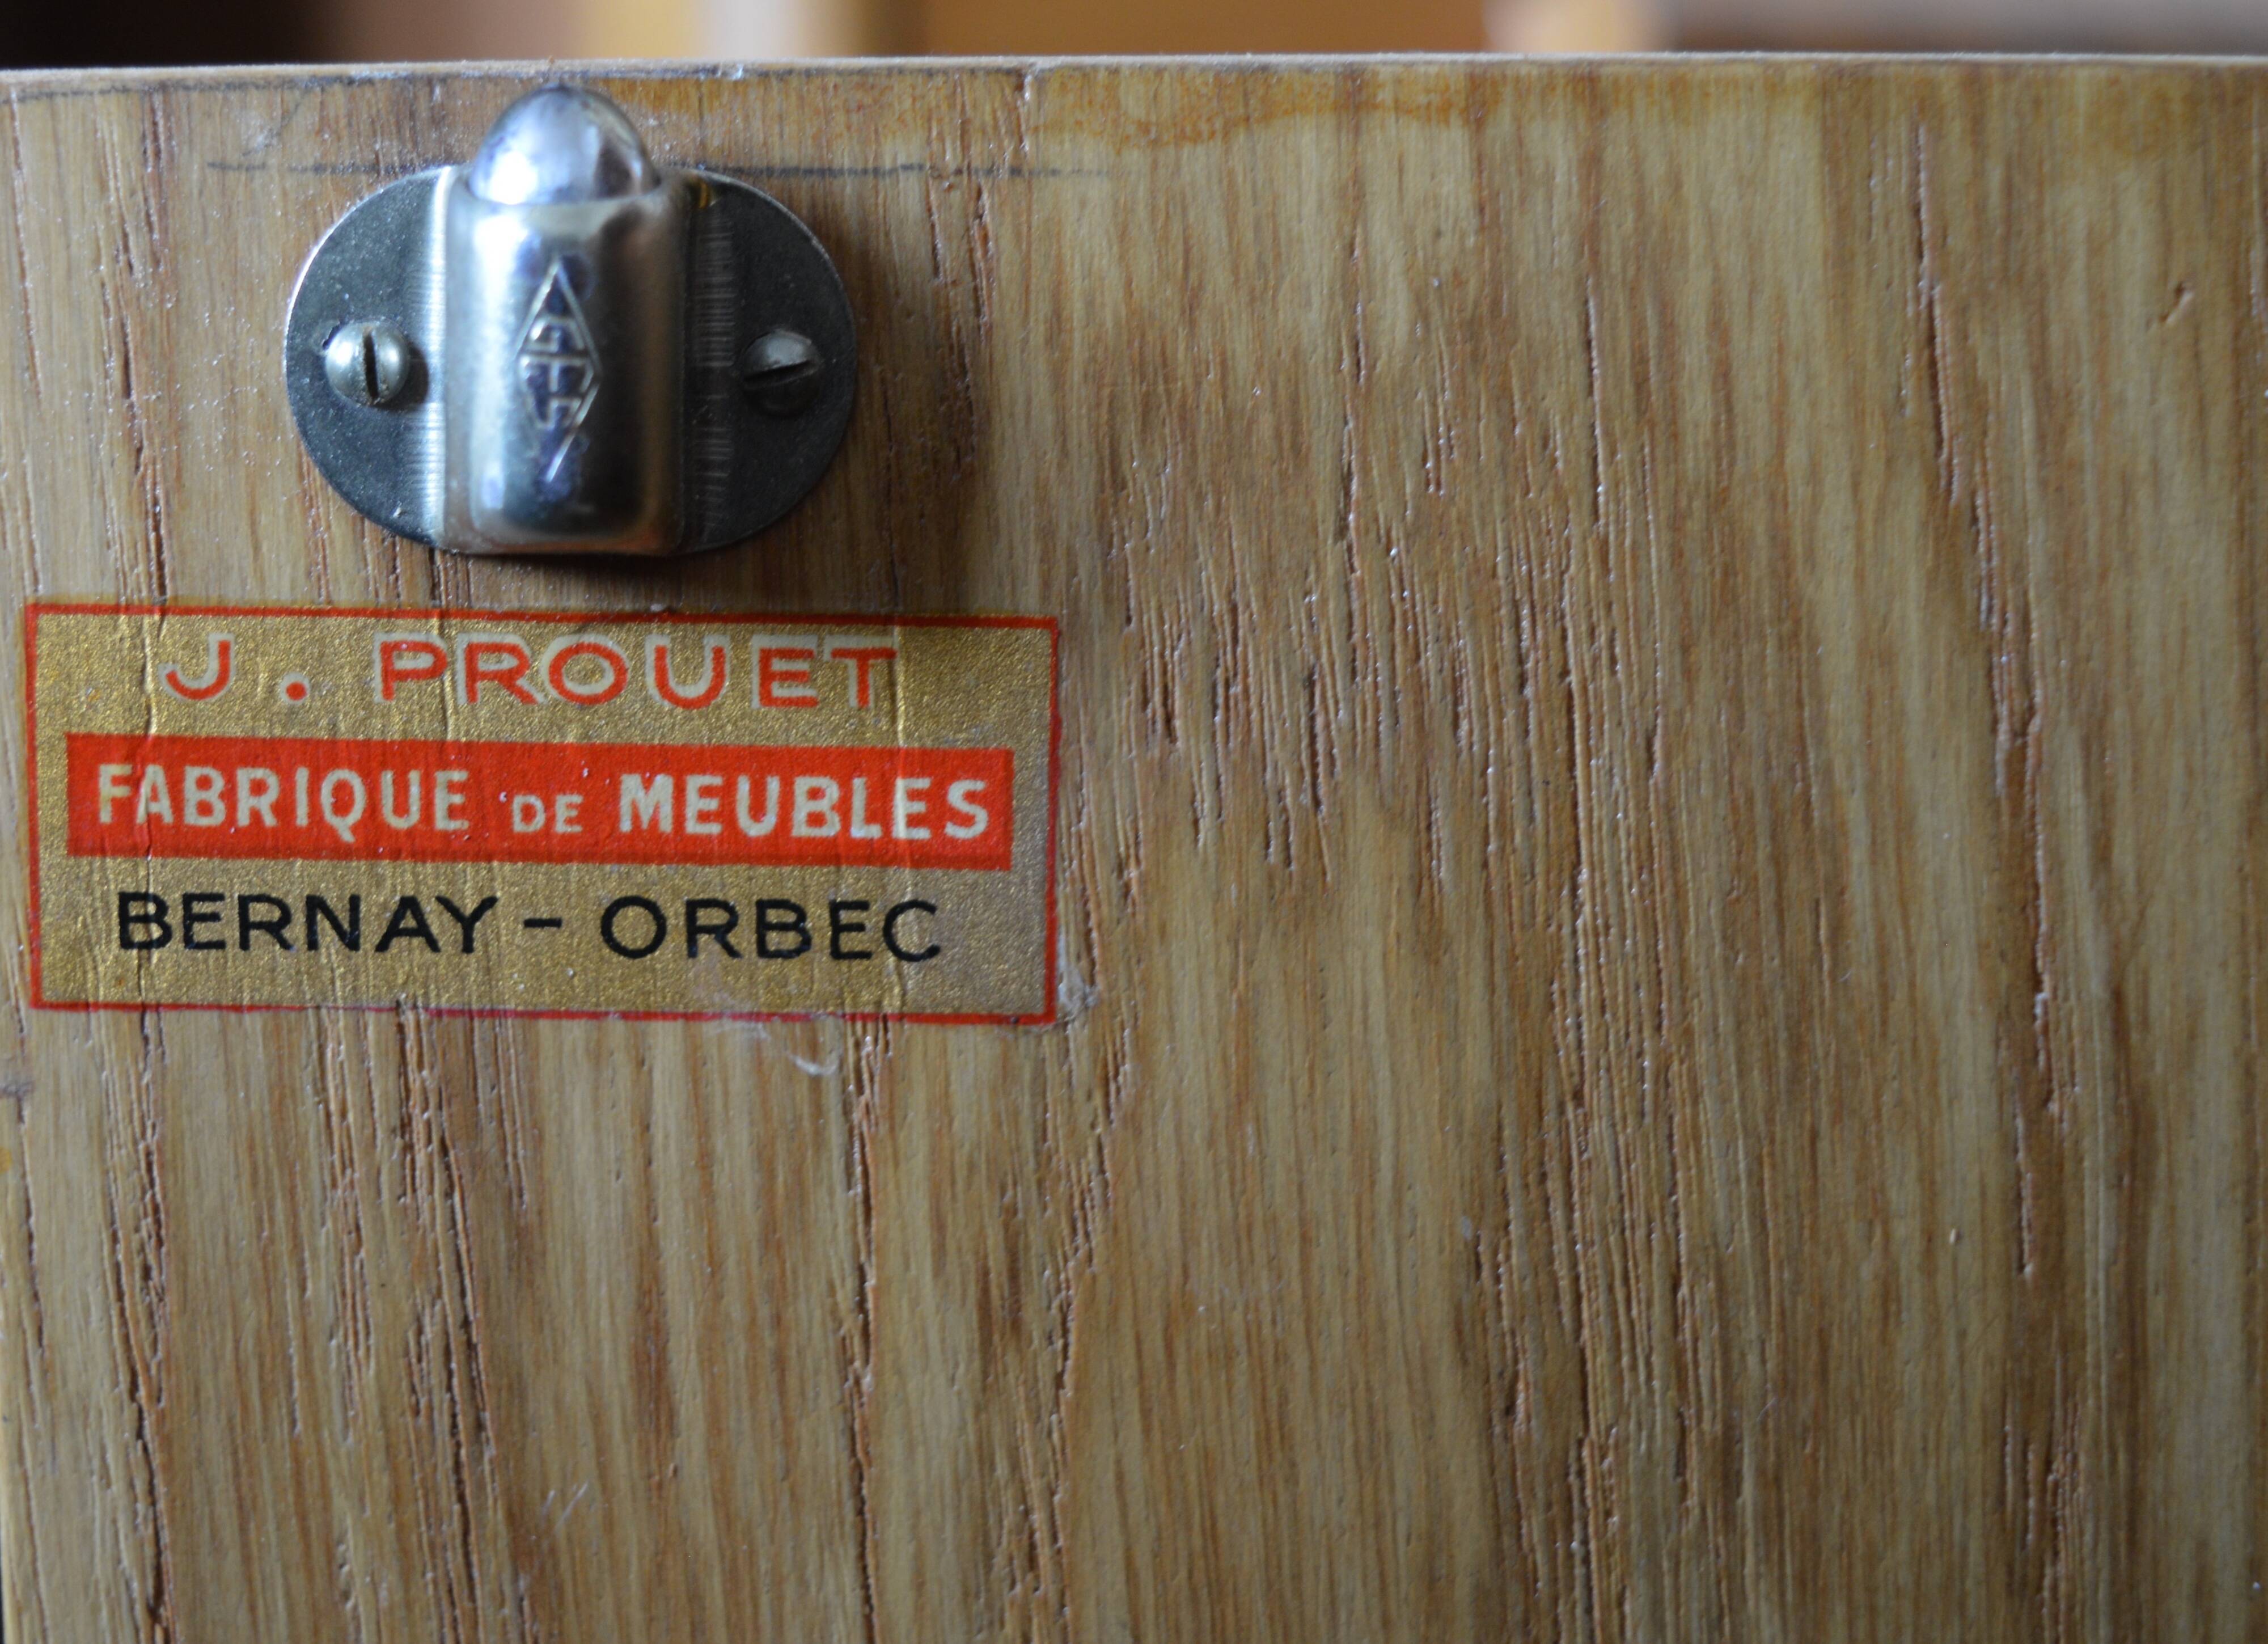 J. PROUET
FABRIQUE DE MEUBLES
BERNAY - ORBEC